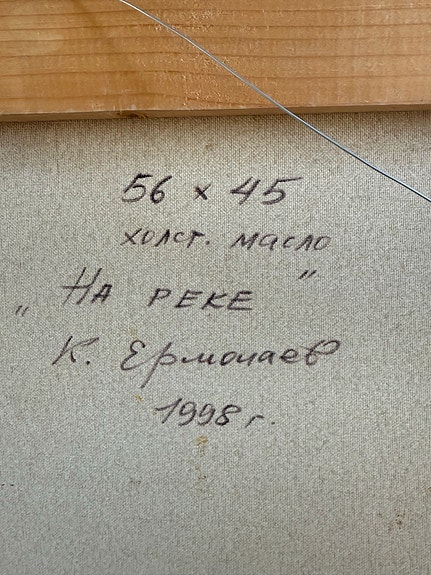 56 x 45
холст. масло
„ На реке "
К. Ермолаев
1998 г.